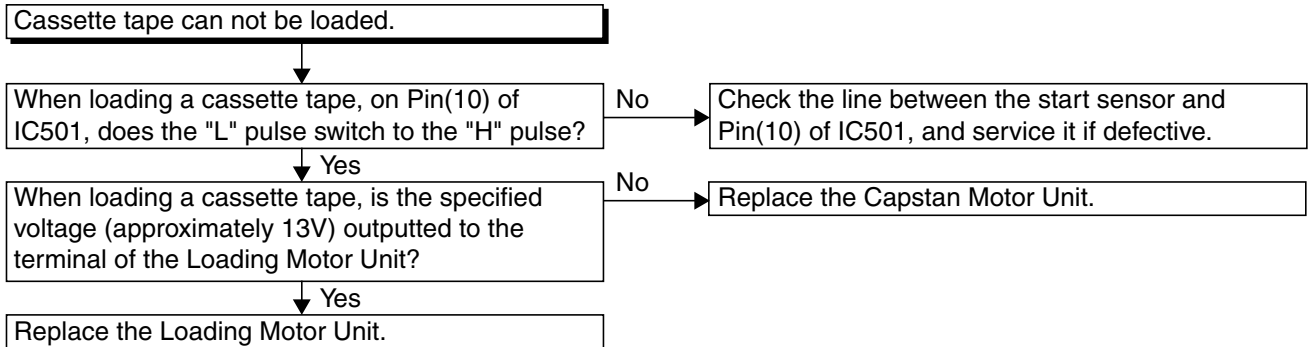 Cassette tape can not be loaded.
When loading a cassette tape, on Pin(10) of
IC501, does the "L" pulse switch to the "H" pulse?
No
Check the line between the start sensor and
Pin(10) of IC501, and service it if defective.
Yes
When loading a cassette tape, is the specified
voltage (approximately 13V) outputted to the
terminal of the Loading Motor Unit?
No
Replace the Capstan Motor Unit.
Yes
Replace the Loading Motor Unit.